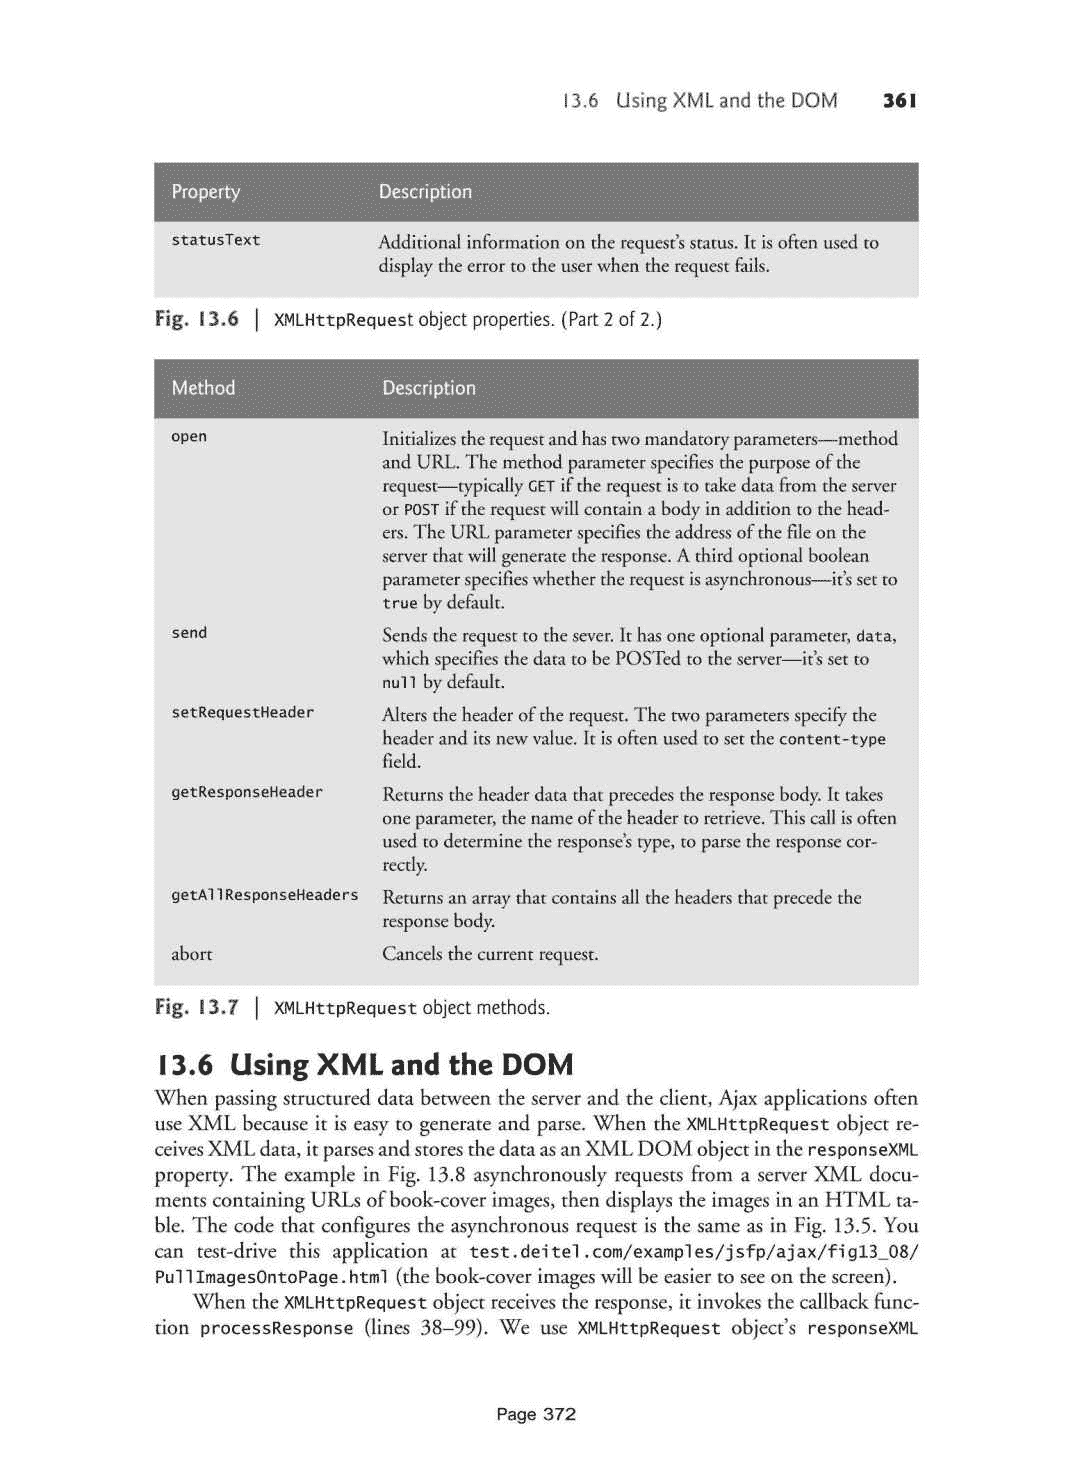 13.6 Using XML and the DOM 361
Property Description
statusText Additional information on the request’s status. It is often used to
display the error to the user when the request fails.
Fig. 13.6 | XMLHttpRequest object properties. (Part 2 of 2.)
Method Description
open Initializes the request and has two mandatory parameters—method
and URL. The method parameter specifies the purpose of the
request—typically GET if the request is to take data from the server
or POST if the request will contain a body in addition to the head-
ers. The URL parameter specifies the address of the file on the
server that will generate the response. A third optional boolean
parameter specifies whether the request is asynchronous—it’s set to
true by default.
send Sends the request to the sever. It has one optional parameter, data,
which specifies the data to be POSTed to the server—it’s set to
null by default.
setRequestHeader Alters the header of the request. The two parameters specify the
header and its new value. It is often used to set the content-type
field.
getResponseHeader Returns the header data that precedes the response body. It takes
one parameter, the name of the header to retrieve. This call is often
used to determine the response’s type, to parse the response cor-
rectly.
getAllResponseHeaders Returns an array that contains all the headers that precede the
response body.
abort Cancels the current request.
Fig. 13.7 | XMLHttpRequest object methods.
13.6 Using XML and the DOM
When passing structured data between the server and the client, Ajax applications often
use XML because it is easy to generate and parse. When the XMLHttpRequest object re-
ceives XML data, it parses and stores the data as an XML DOM object in the responseXML
property. The example in Fig. 13.8 asynchronously requests from a server XML docu-
ments containing URLs of book-cover images, then displays the images in an HTML ta-
ble. The code that configures the asynchronous request is the same as in Fig. 13.5. You
can test-drive this application at test.deitel.com/examples/jsfp/ajax/fig13_08/
PullImagesOntoPage.html (the book-cover images will be easier to see on the screen).
When the XMLHttpRequest object receives the response, it invokes the callback func-
tion processResponse (lines 38–99). We use XMLHttpRequest object’s responseXML
Page 372